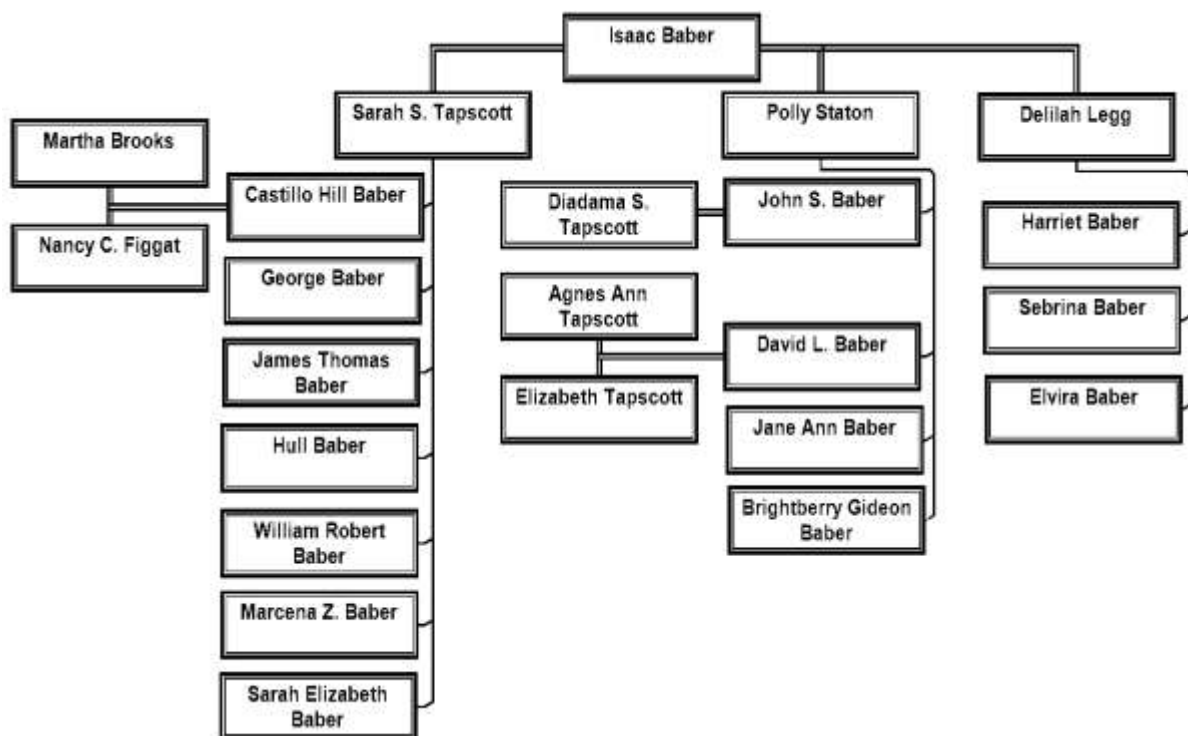 Isaac Baber
Sarah S. Tapscott
Polly Staton
Delilah Legg
Martha Brooks
Nancy C. Figgat
Castillo Hill Baber
George Baber
James Thomas
Baber
Hull Baber
William Robert
Baber
Marcena Z. Baber
Sarah Elizabeth
Baber
Diadama S.
Tapscott
John S. Baber
Agnes Ann
Tapscott
Elizabeth Tapscott
David L. Baber
Jane Ann Baber
Brightberry Gideon
Baber
Harriet Baber
Sebrina Baber
Elvira Baber